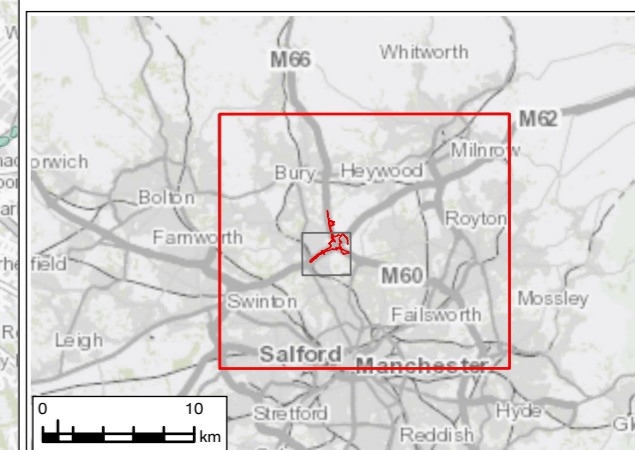 Whitworth
M66
M62
Milnrow
Bury
Heywood
orwich
Bolton
Royton
Farnworth
M60
Swinton
Mossley
Failsworth
Leigh
Salford
Manchester
Hyde
Stretford
Reddish
0 10
km